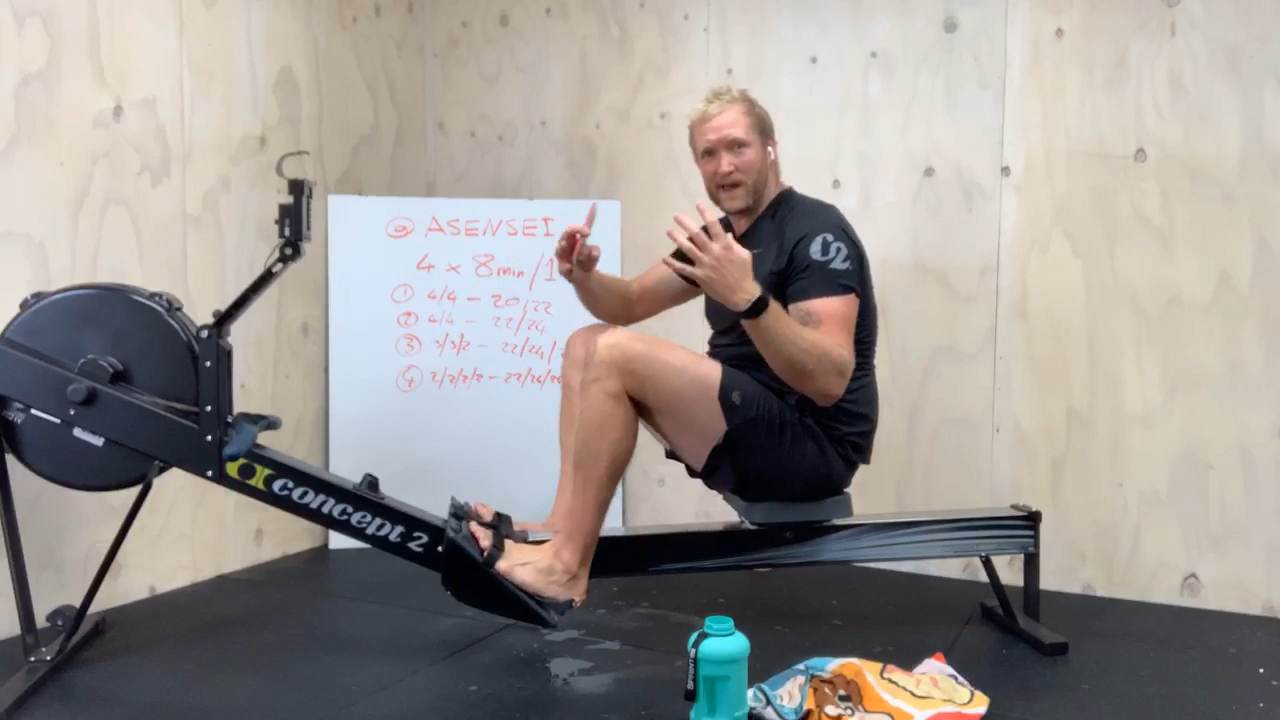 @ ASENSEI
4 x 8min/1
① 4/4 - 20/22
② 4/4 - 22/24
③ 3/3/2 - 22/24/
④ 2/2/2/2 - 22/24/26
C2
concept 2